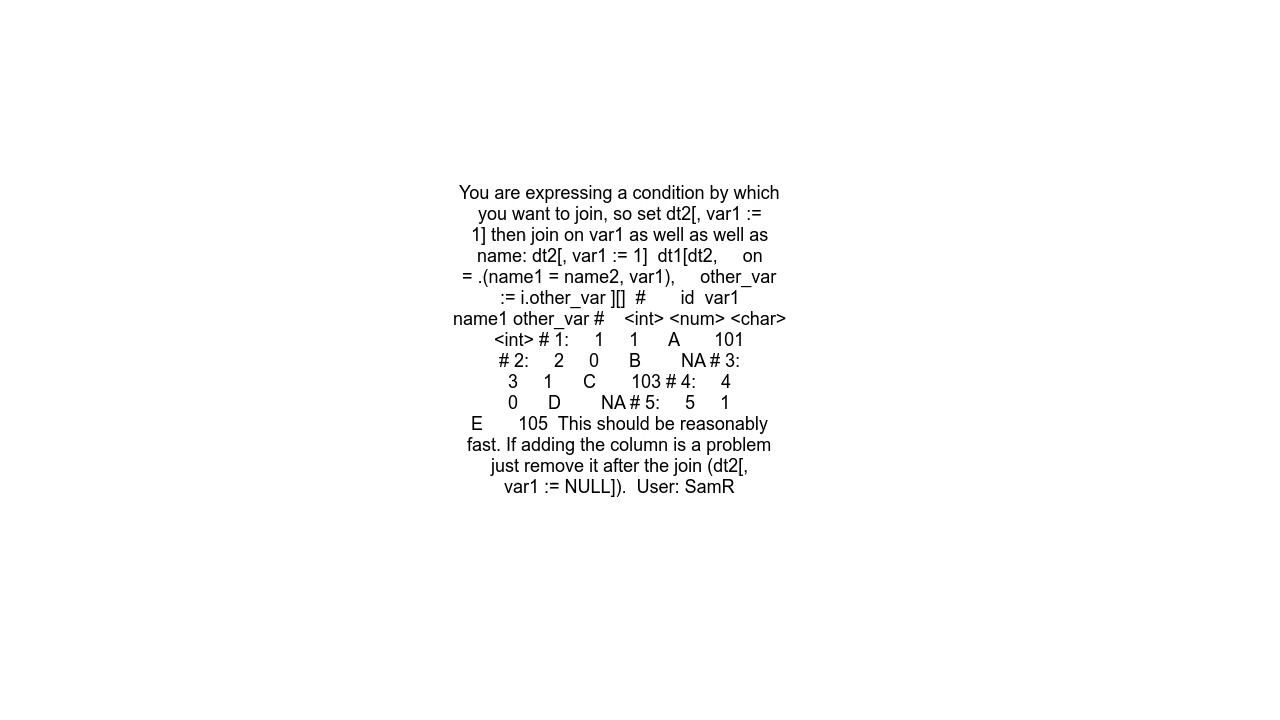 You are expressing a condition by which
you want to join, so set dt2[, var1 :=
1] then join on var1 as well as well as
name: dt2[, var1 := 1]  dt1[dt2,     on
= .(name1 = name2, var1),     other_var
:= i.other_var ][]  #       id  var1
name1 other_var #    <int> <num> <char>
<int> # 1:     1     1      A       101
# 2:     2     0      B        NA # 3:
3     1      C       103 # 4:     4
0      D        NA # 5:     5     1
E       105  This should be reasonably
fast. If adding the column is a problem
just remove it after the join (dt2[,
var1 := NULL]).  User: SamR